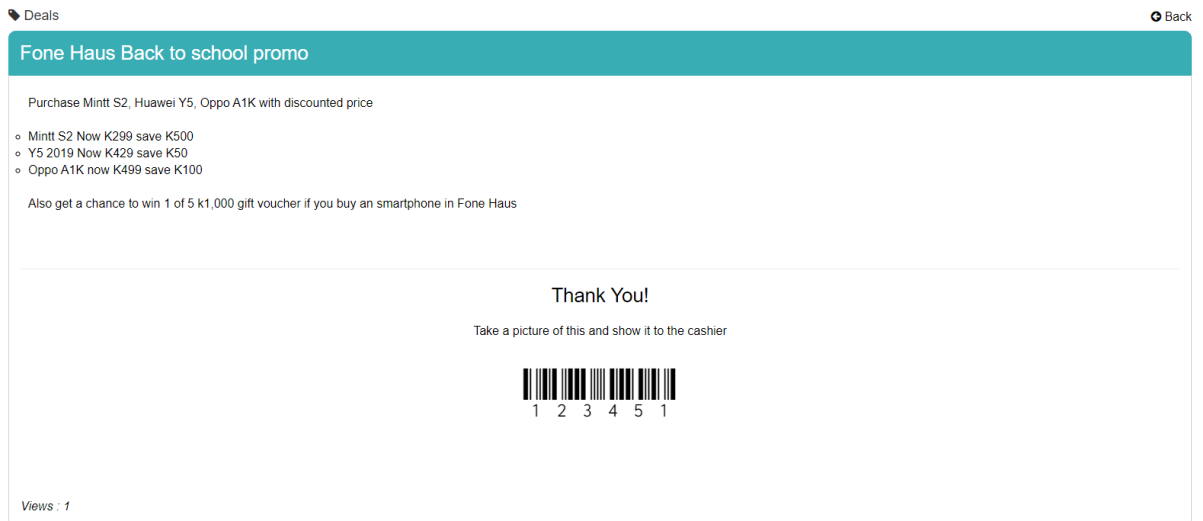 Deals
Back
Fone Haus Back to school promo
Purchase Mintt S2, Huawei Y5, Oppo A1K with discounted price
Mintt S2 Now K299 save K500
Y5 2019 Now K429 save K50
Oppo A1K now K499 save K100
Also get a chance to win 1 of 5 k1,000 gift voucher if you buy an smartphone in Fone Haus
Thank You!
Take a picture of this and show it to the cashier
1 2 3 4 5 1
Views : 1